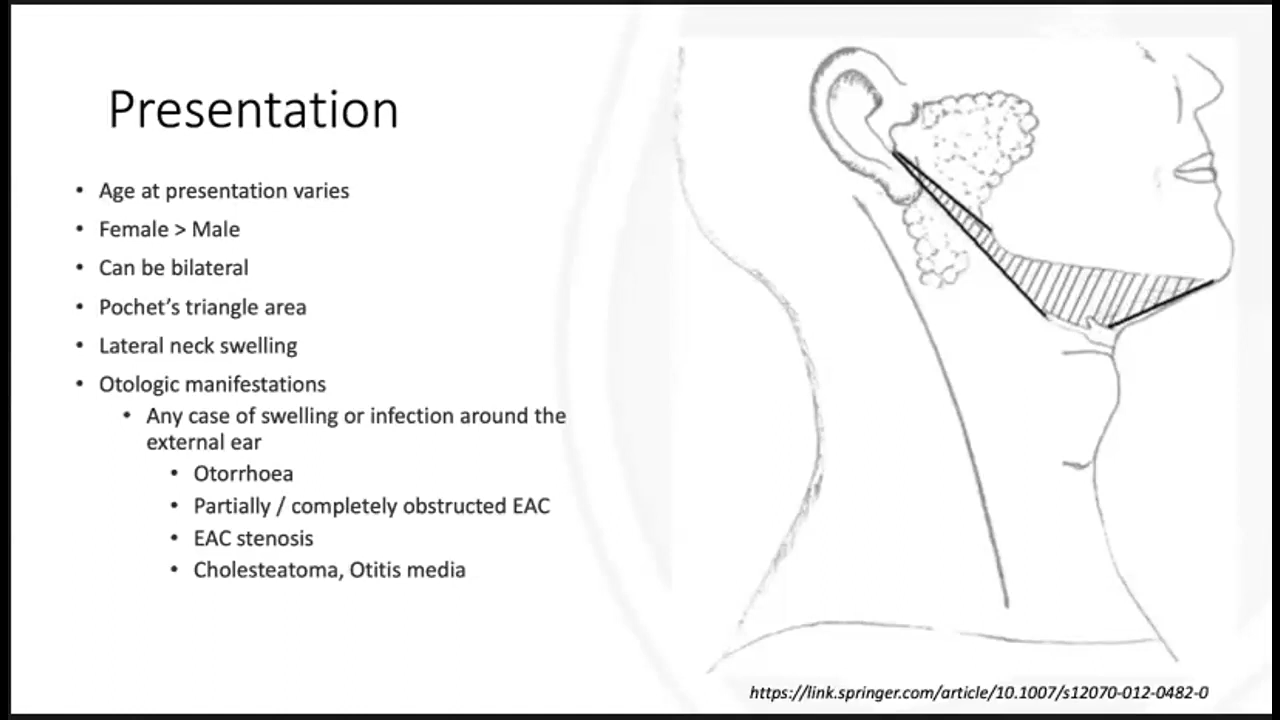 Presentation
• Age at presentation varies
• Female > Male
• Can be bilateral
• Pochet’s triangle area
• Lateral neck swelling
• Otologic manifestations
• Any case of swelling or infection around the
external ear
• Otorrhoea
• Partially / completely obstructed EAC
• EAC stenosis
• Cholesteatoma, Otitis media
https://link.springer.com/article/10.1007/s12070-012-0482-0